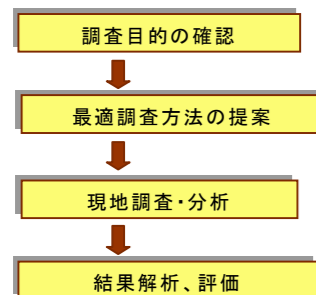 調査目的の確認
最適調査方法の提案
現地調査・分析
結果解析、評価